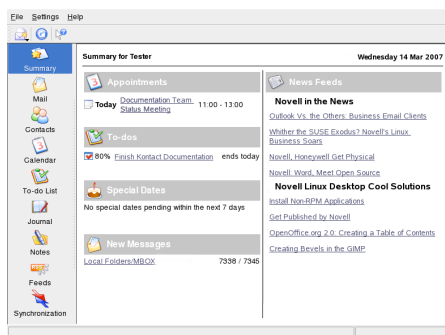 File Settings Help
Summary
Mail
Contacts
Calendar
To-do List
Journal
Notes
Feeds
Synchronization
Summary for Tester
Wednesday 14 Mar 2007
Appointments
Today Documentation Team Status Meeting 11:00 - 13:00
To-dos
80% Finish Kontact Documentation ends today
Special Dates
No special dates pending within the next 7 days
New Messages
Local Folders/MBOX 7338 / 7345
News Feeds
Novell in the News
Outlook Vs. the Others: Business Email Clients
Whither the SUSE Exodus? Novell's Linux
Business Soars
Novell, Honeywell Get Physical
Novell: Word, Meet Open Source
Novell Linux Desktop Cool Solutions
Install Non-RPM Applications
Get Published by Novell
OpenOffice.org 2.0: Creating a Table of Contents
Creating Bevels in the GIMP